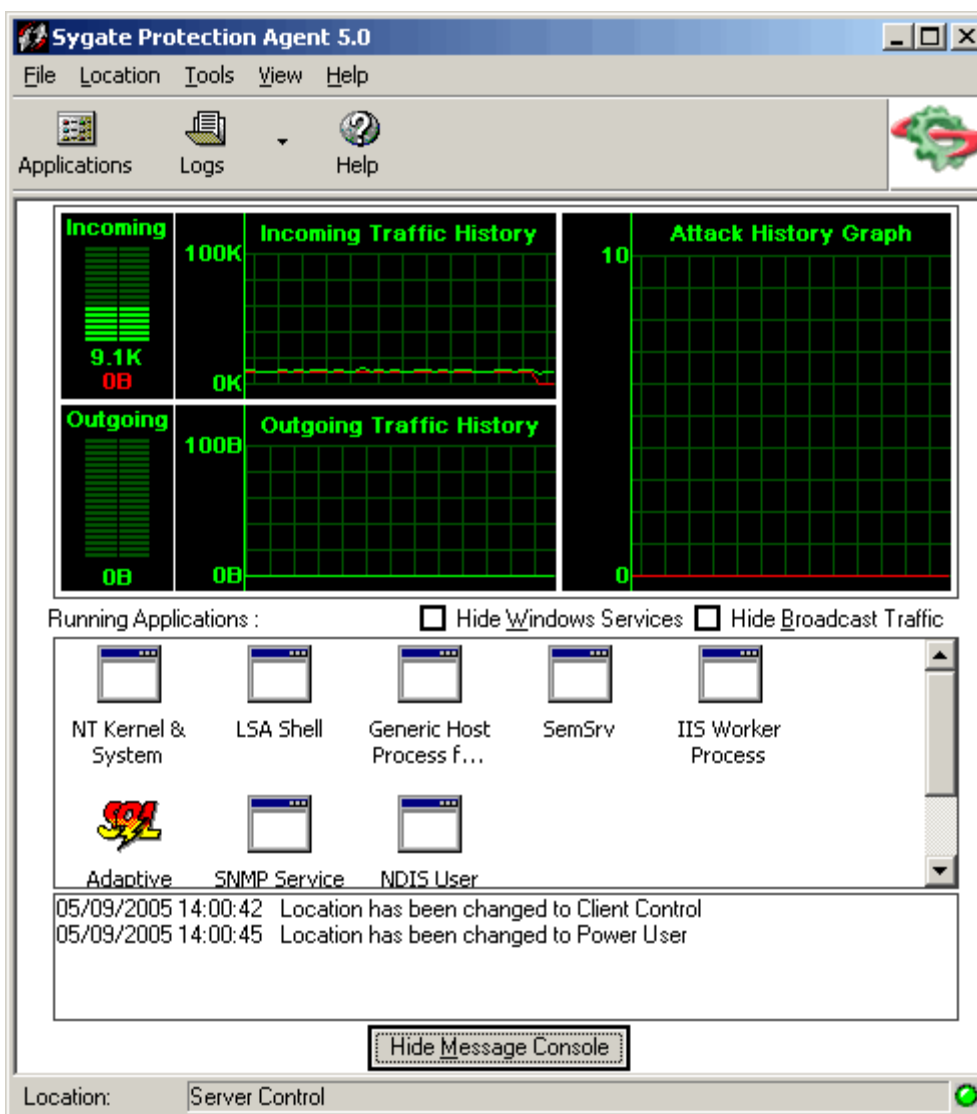 Sygate Protection Agent 5.0
File Location Tools View Help
Applications Logs Help
Incoming
9.1K
0B
100K
Incoming Traffic History
0K
Attack History Graph
10
0
Outgoing
0B
100B
Outgoing Traffic History
0B
Running Applications :
Hide Windows Services
Hide Broadcast Traffic
NT Kernel & System
LSA Shell
Generic Host Process f...
SemSrv
IIS Worker Process
SQL
Adaptive
SNMP Service
NDIS User
05/09/2005 14:00:42 Location has been changed to Client Control
05/09/2005 14:00:45 Location has been changed to Power User
Hide Message Console
Location: Server Control